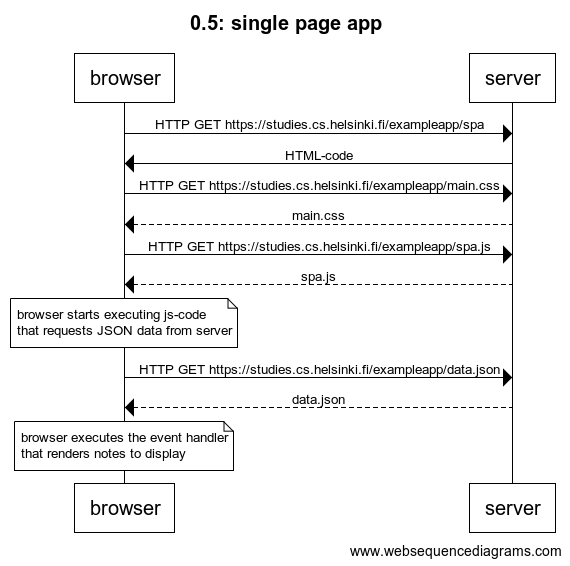 0.5: single page app
browser
server
HTTP GET https://studies.cs.helsinki.fi/exampleapp/spa
HTML-code
HTTP GET https://studies.cs.helsinki.fi/exampleapp/main.css
main.css
HTTP GET https://studies.cs.helsinki.fi/exampleapp/spa.js
spa.js
browser starts executing js-code
that requests JSON data from server
HTTP GET https://studies.cs.helsinki.fi/exampleapp/data.json
data.json
browser executes the event handler
that renders notes to display
browser
server
www.websequencediagrams.com